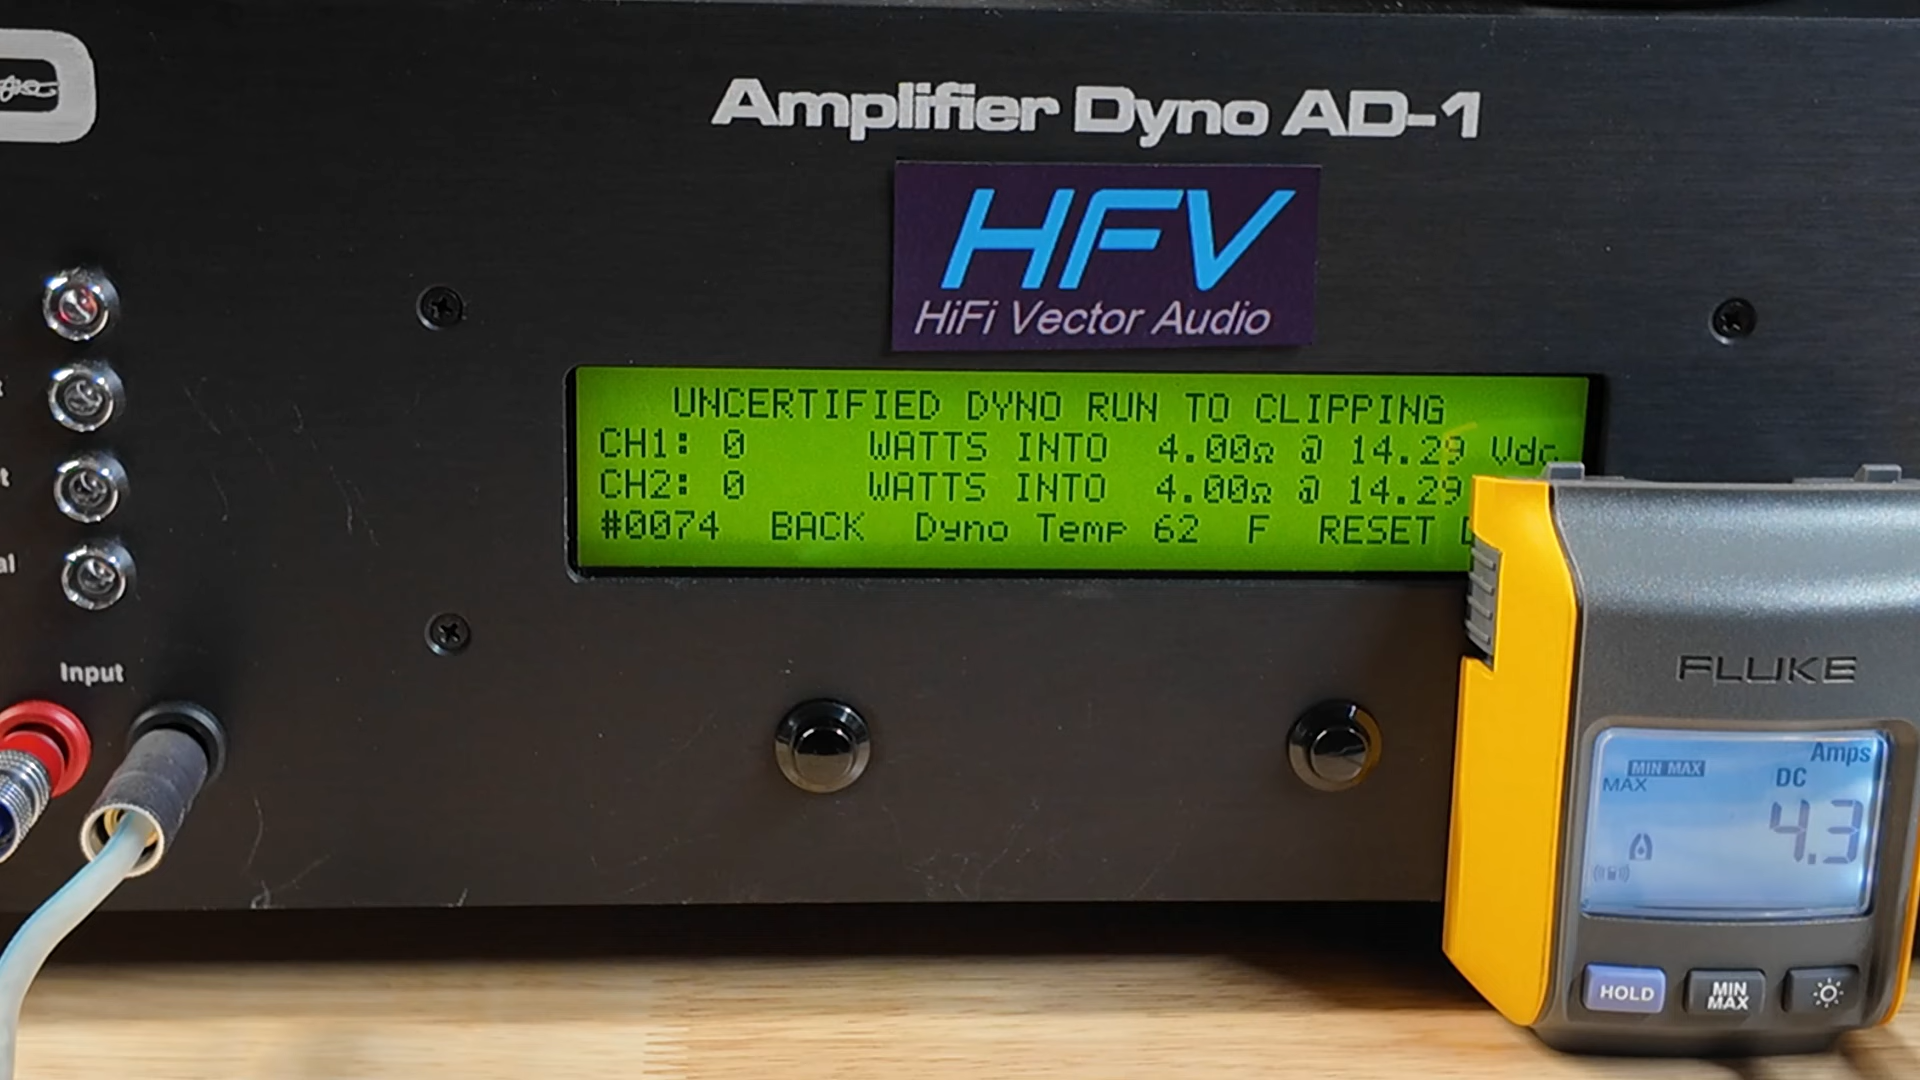 Amplifier Dyno AD-1
HFV
HiFi Vector Audio
UNCERTIFIED DYNO RUN TO CLIPPING
CH1: 0 WATTS INTO 4.00Ω @ 14.29 Vdc
CH2: 0 WATTS INTO 4.00Ω @ 14.29
#0074 BACK Dyno Temp 62 F RESET
Input
FLUKE
Amps
MIN MAX
MAX
DC
4.3
HOLD
MIN MAX